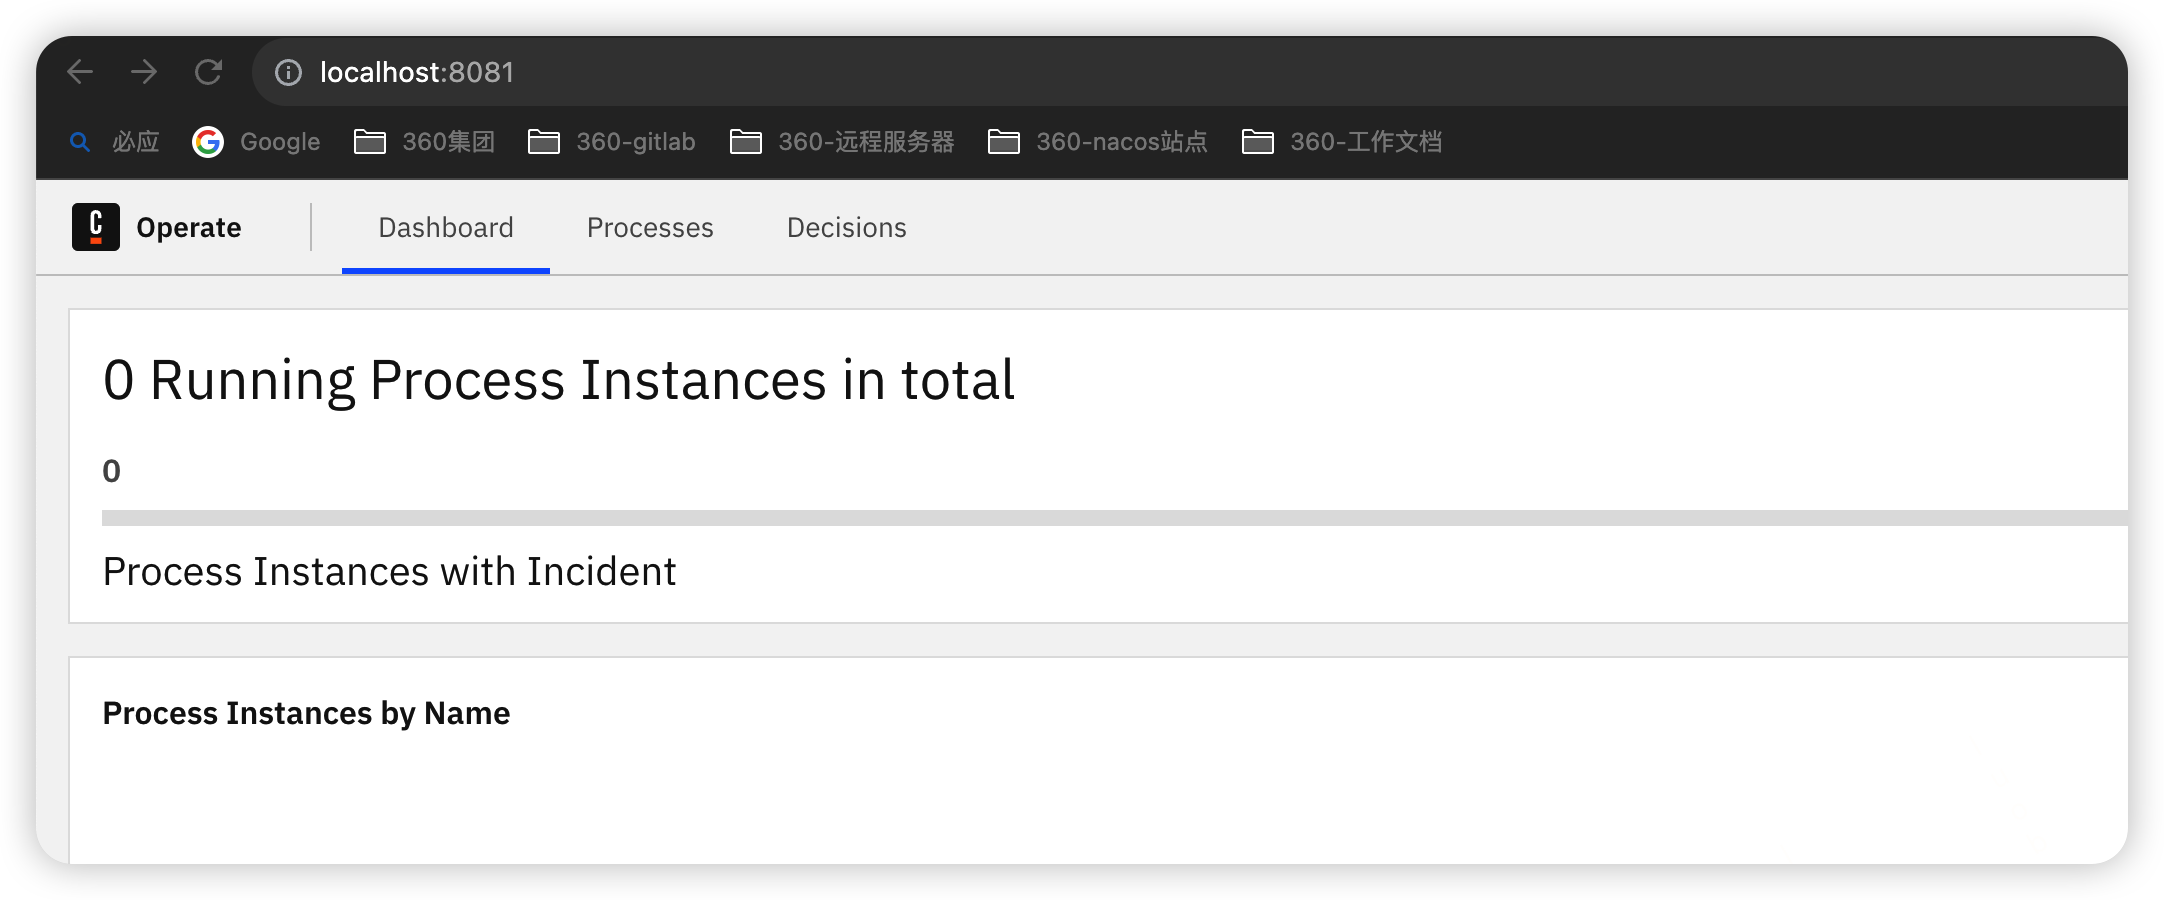 localhost:8081
必应 Google 360集团 360-gitlab 360-远程服务器 360-nacos站点 360-工作文档
C Operate Dashboard Processes Decisions
0 Running Process Instances in total
0
Process Instances with Incident
Process Instances by Name